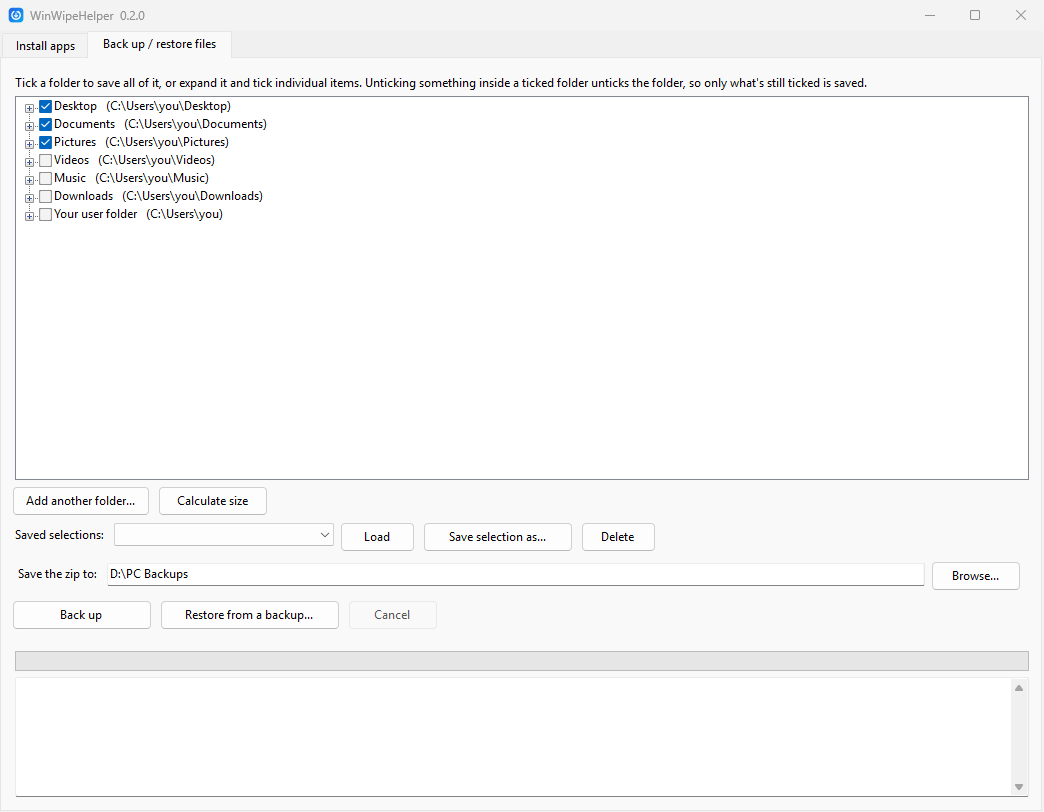 WinWipeHelper 0.2.0
Install apps
Back up / restore files
Tick a folder to save all of it, or expand it and tick individual items. Unticking something inside a ticked folder unticks the folder, so only what's still ticked is saved.
Desktop (C:\Users\you\Desktop)
Documents (C:\Users\you\Documents)
Pictures (C:\Users\you\Pictures)
Videos (C:\Users\you\Videos)
Music (C:\Users\you\Music)
Downloads (C:\Users\you\Downloads)
Your user folder (C:\Users\you)
Add another folder...
Calculate size
Saved selections:
Load
Save selection as...
Delete
Save the zip to:
D:\PC Backups
Browse...
Back up
Restore from a backup...
Cancel